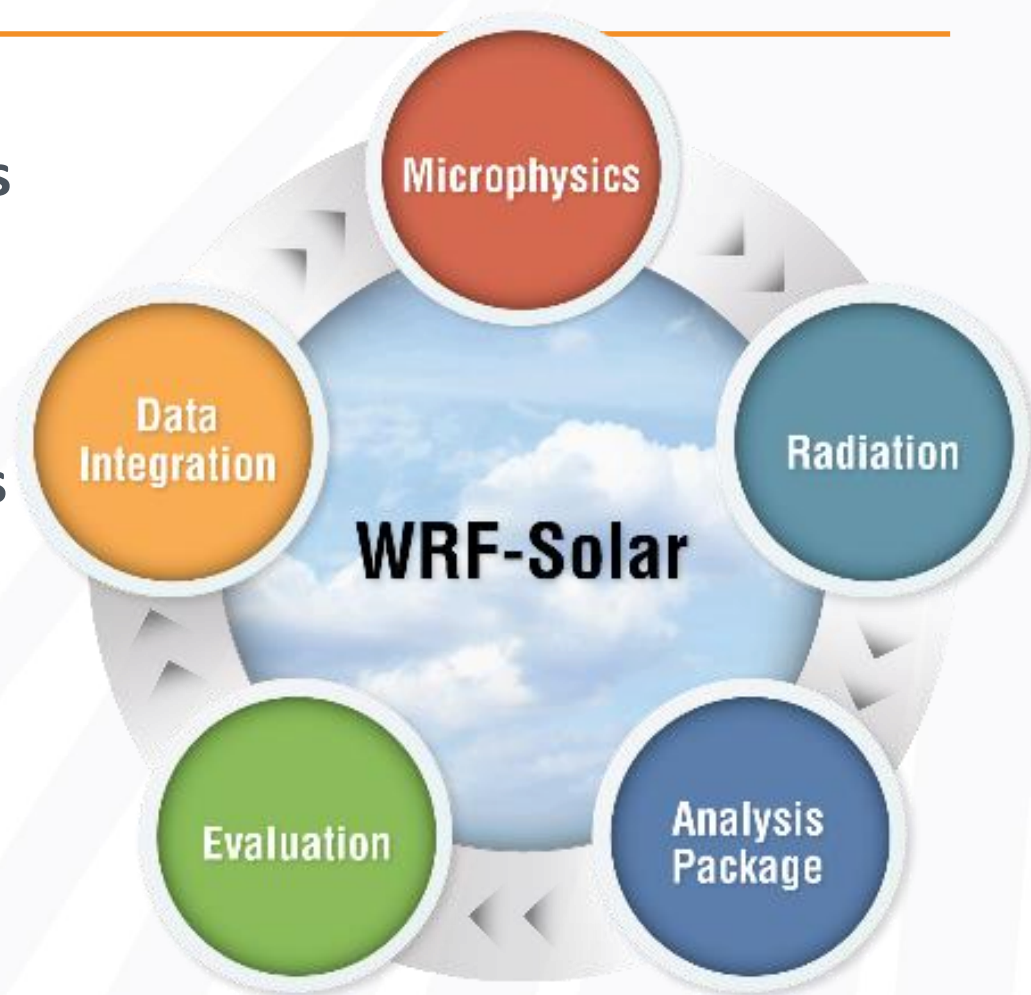 s
Microphysics
Data
Integration
Radiation
s
WRF-Solar
Evaluation
Analysis
Package